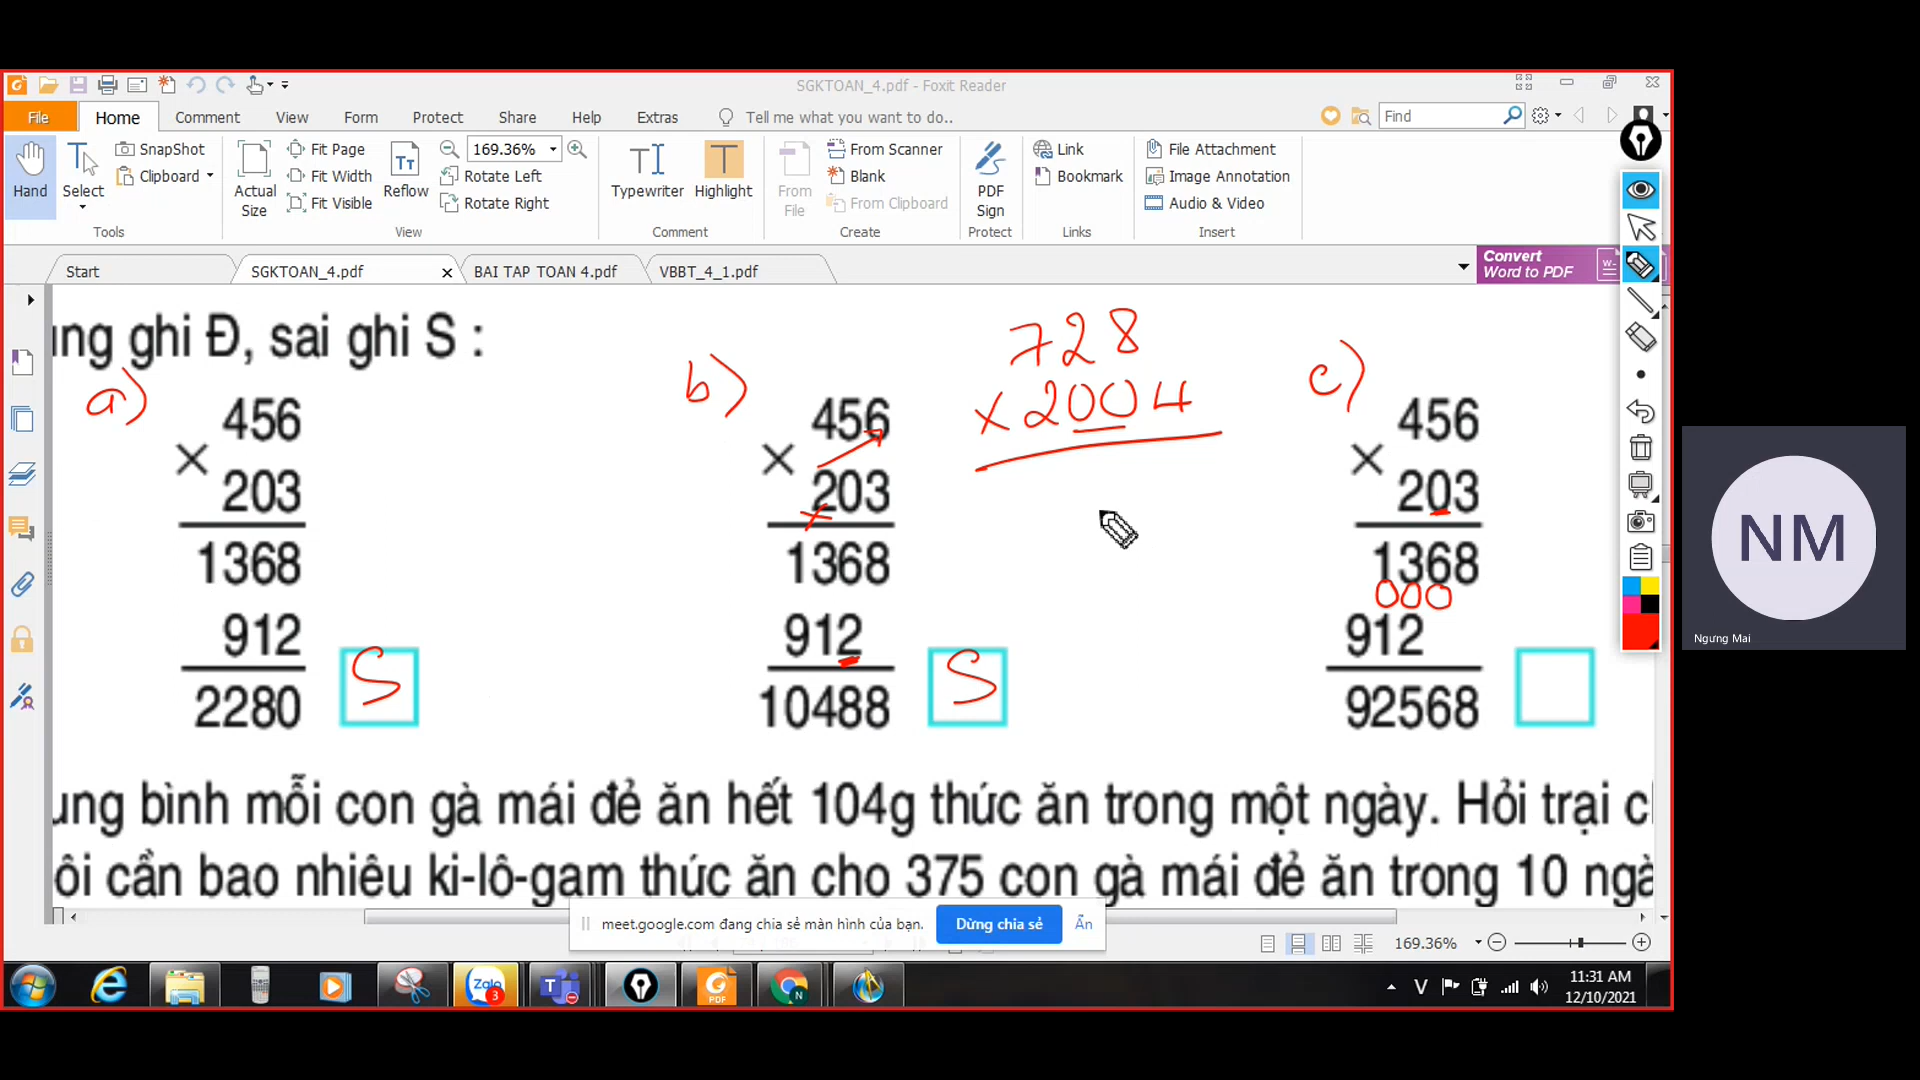 SGKTOAN_4.pdf - Foxit Reader
File Home Comment View Form Protect Share Help Extras Tell me what you want to do.. Find
Hand
Select
SnapShot
Clipboard
Tools
Actual Size
Fit Page
Fit Width
Fit Visible
Reflow
169.36%
Rotate Left
Rotate Right
View
Typewriter
Highlight
Comment
From File
From Scanner
Blank
From Clipboard
Create
PDF Sign
Protect
Link
Bookmark
Links
File Attachment
Image Annotation
Audio & Video
Insert
Start SGKTOAN_4.pdf BAI TAP TOAN 4.pdf VBBT_4_1.pdf
Convert
Word to PDF
ung ghi Đ, sai ghi S :
a)
456
× 203
1368
912
2280 S
b)
456
× 203
1368
912
10488 S
728
× 2004
c)
456
× 203
1368
000
912
92568
ung bình mỗi con gà mái đẻ ăn hết 104g thức ăn trong một ngày. Hỏi trại c
ôi cần bao nhiêu ki-lô-gam thức ăn cho 375 con gà mái đẻ ăn trong 10 ngà
meet.google.com đang chia sẻ màn hình của bạn. Dừng chia sẻ Ẩn
169.36%
NM
Ngưng Mai
Zalo
3
PDF
N
V
11:31 AM
12/10/2021